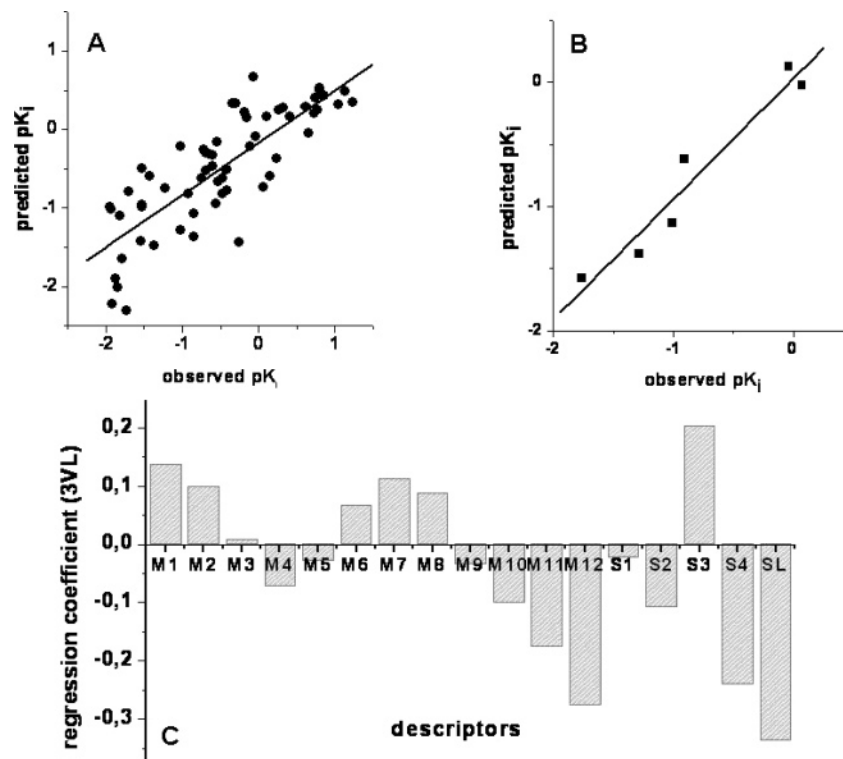 A
predicted pKi
1
0
-1
-2
-2 -1 0 1
observed pKi
B
predicted pKi
0
-1
-2
-2 -1 0
observed pKi
regression coefficient (3VL)
0,2
0,1
0,0
-0,1
-0,2
-0,3
M1 M2 M3 M4 M5 M6 M7 M8 M9 M10 M11 M12 S1 S2 S3 S4 SL
C
descriptors